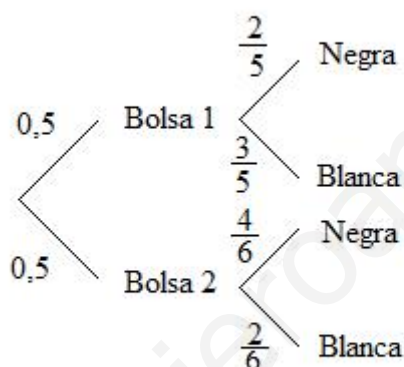 2/5 Negra
0,5 Bolsa 1
3/5 Blanca
4/6 Negra
0,5 Bolsa 2
2/6 Blanca